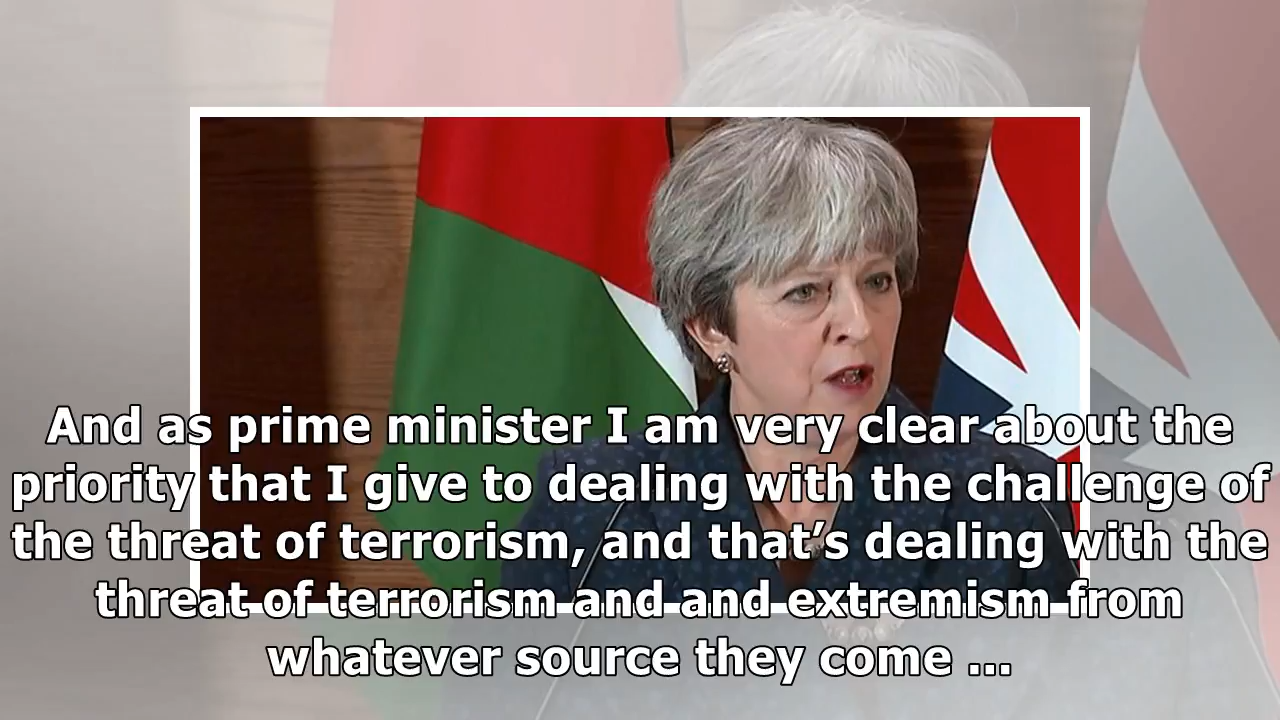 And as prime minister I am very clear about the
priority that I give to dealing with the challenge of
the threat of terrorism, and that’s dealing with the
threat of terrorism and and extremism from
whatever source they come ...